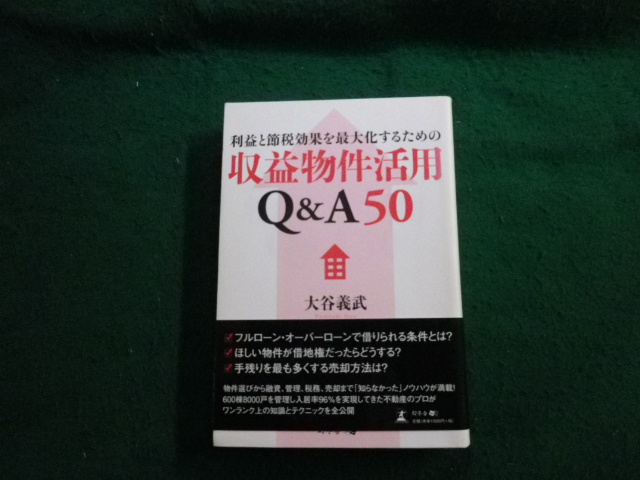 利益と節税効果を最大化するための
収益物件活用
Q&A50
大谷義武
フルローン・オーバーローンで借りられる条件とは?
ほしい物件が借地権だったらどうする?
手残りを最も多くする売却方法は?
物件選びから融資、管理、税務、売却まで「知らなかった」ノウハウが満載!
600棟8000戸を管理し入居率96%を実現してきた不動産のプロが
ワンランク上の知識とテクニックを全公開
幻冬舎